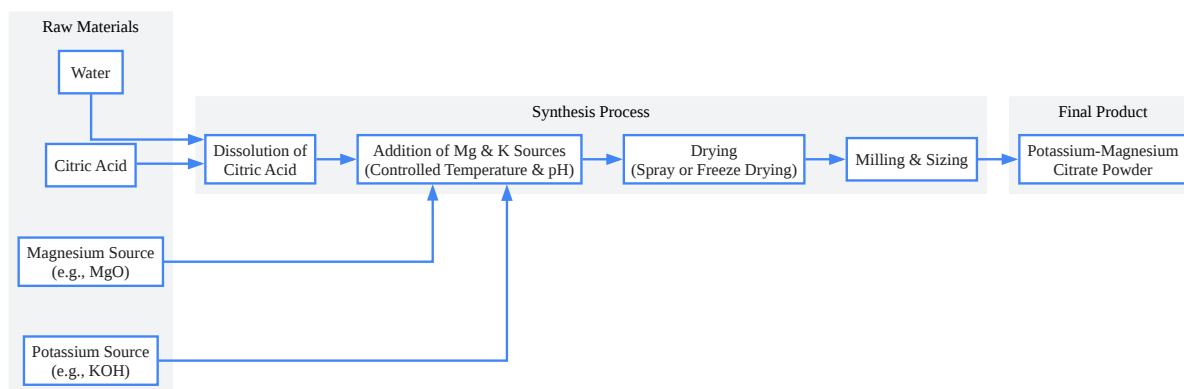 Raw Materials
Water
Citric Acid
Magnesium Source
(e.g., MgO)
Potassium Source
(e.g., KOH)
Synthesis Process
Dissolution of
Citric Acid
Addition of Mg & K Sources
(Controlled Temperature & pH)
Drying
(Spray or Freeze Drying)
Milling & Sizing
Final Product
Potassium-Magnesium
Citrate Powder